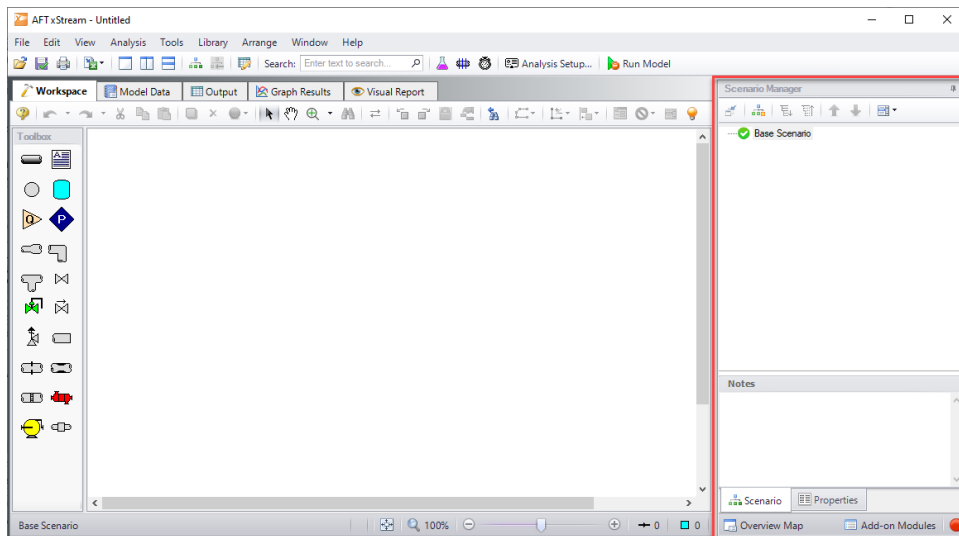 AFT xStream - Untitled
File Edit View Analysis Tools Library Arrange Window Help
Search: Enter text to search... Analysis Setup... Run Model
Workspace Model Data Output Graph Results Visual Report
Toolbox
Q P
Scenario Manager
Base Scenario
Notes
Scenario Properties
Base Scenario 100% 0 0 Overview Map Add-on Modules